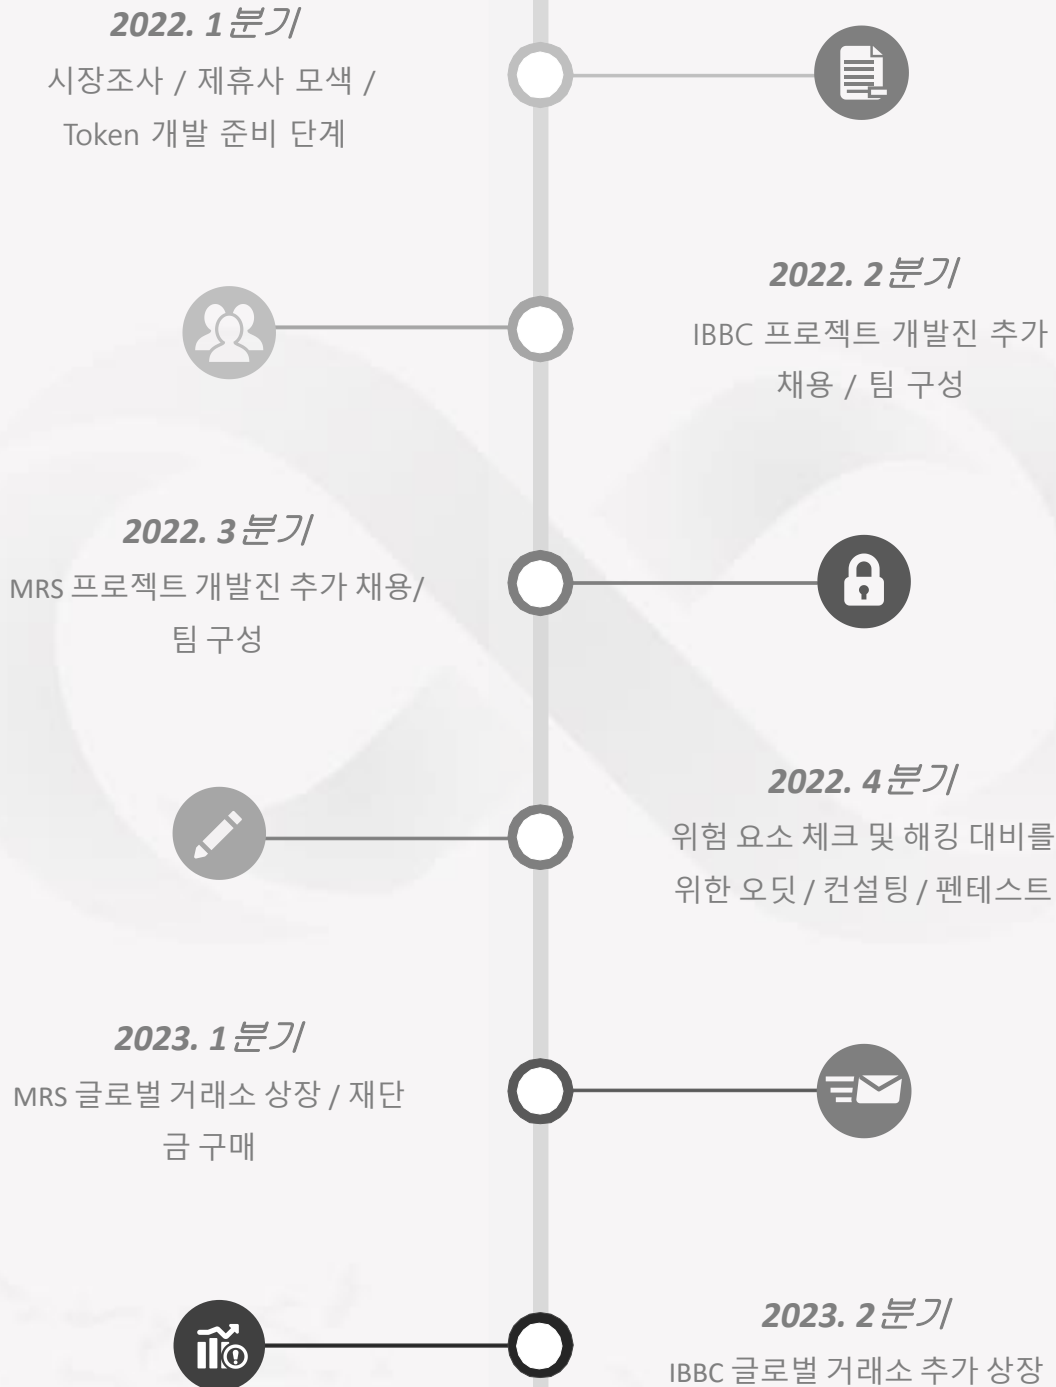 2022. 1분기
시장조사 / 제휴사 모색 /
Token 개발 준비 단계
2022. 2분기
IBBC 프로젝트 개발진 추가
채용 / 팀 구성
2022. 3분기
MRS 프로젝트 개발진 추가 채용/
팀 구성
2022. 4분기
위험 요소 체크 및 해킹 대비를
위한 오딧 / 컨설팅 / 펜테스트
2023. 1분기
MRS 글로벌 거래소 상장 / 재단
금 구매
2023. 2분기
IBBC 글로벌 거래소 추가 상장